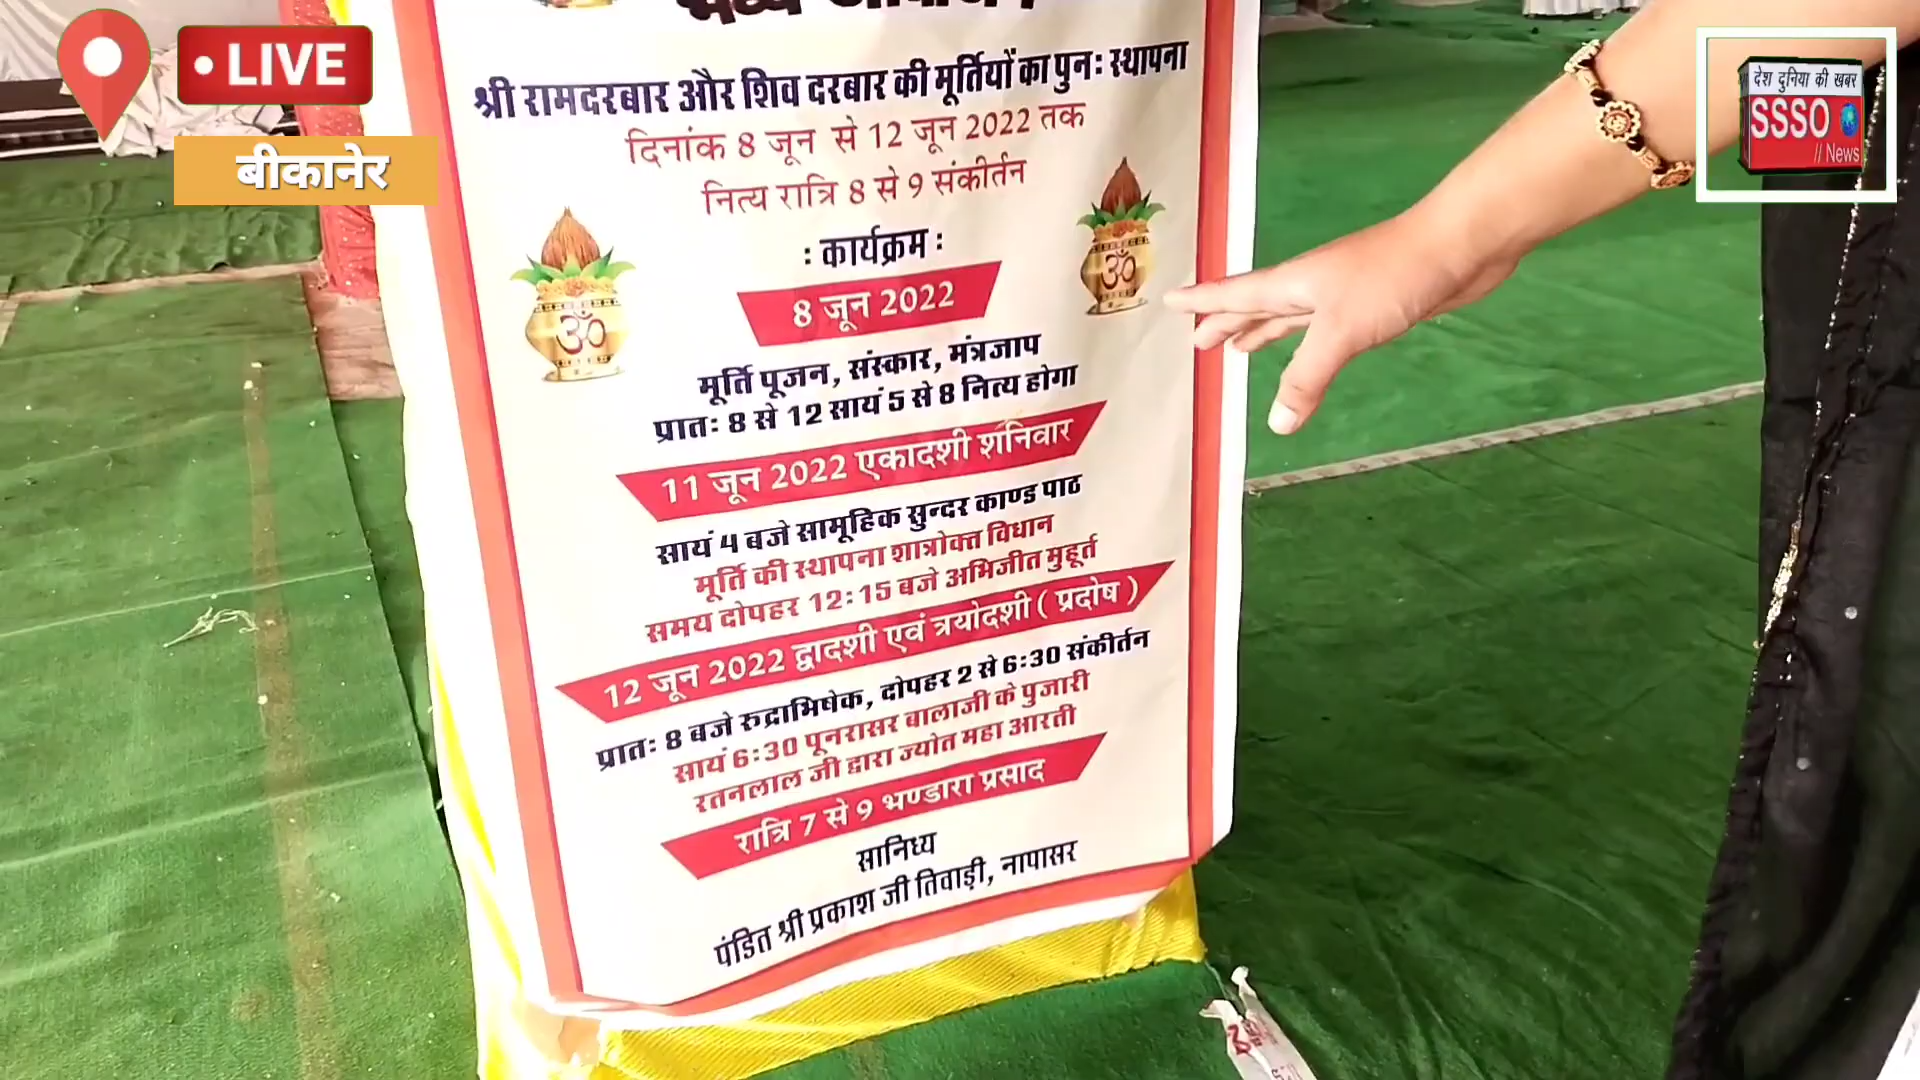 LIVE
बीकानेर
देश दुनिया की खबर
SSSO
// News
श्री रामदरबार और शिव दरबार की मूर्तियों का पुनः स्थापना
दिनांक 8 जून से 12 जून 2022 तक
नित्य रात्रि 8 से 9 संकीर्तन
: कार्यक्रम :
8 जून 2022
मूर्ति पूजन, संस्कार, मंत्रजाप
प्रातः 8 से 12 सायं 5 से 8 नित्य होगा
11 जून 2022 एकादशी शनिवार
सायं 4 बजे सामूहिक सुन्दर काण्ड पाठ
मूर्ति की स्थापना शात्रोक्त विधान
समय दोपहर 12:15 बजे अभिजीत मुहूर्त
12 जून 2022 द्वादशी एवं त्रयोदशी ( प्रदोष )
प्रातः 8 बजे रुद्राभिषेक, दोपहर 2 से 6:30 संकीर्तन
सायं 6:30 पूनरासर बालाजी के पुजारी
रतनलाल जी द्वारा ज्योत महा आरती
रात्रि 7 से 9 भण्डारा प्रसाद
सानिध्य
पंडित श्री प्रकाश जी तिवाड़ी, नापासर
ॐ
ॐ